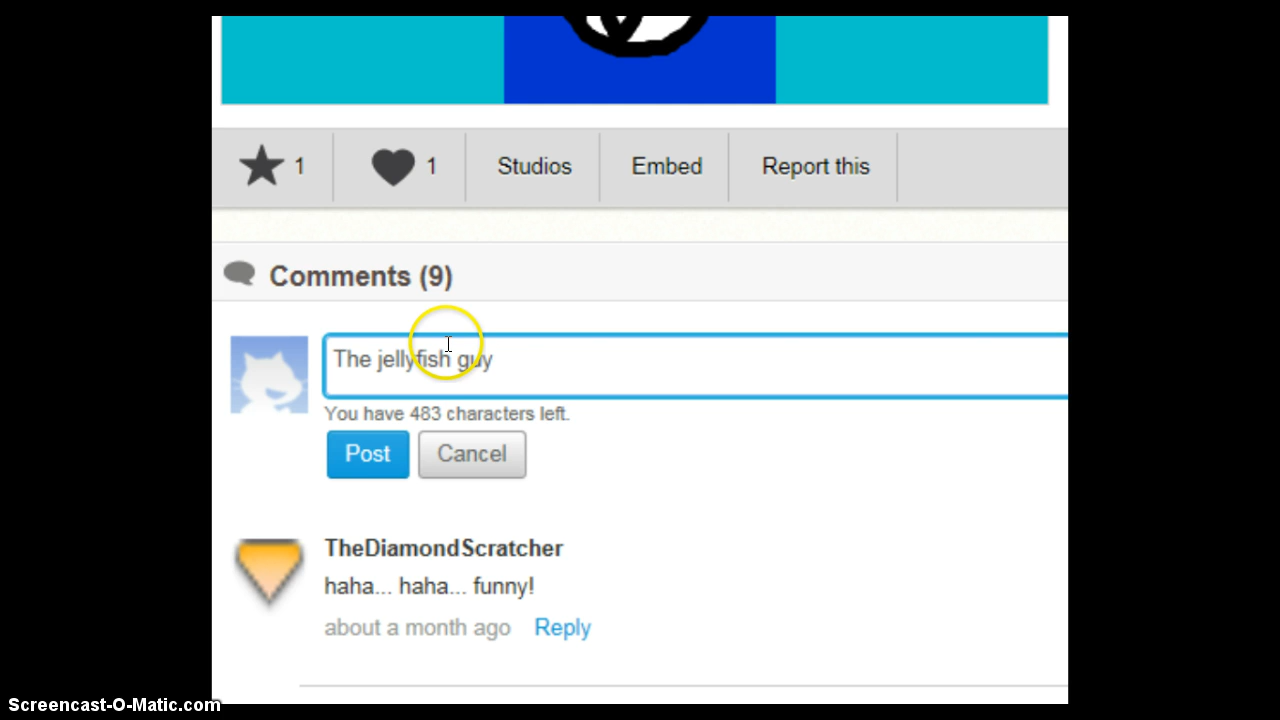 1
1
Studios
Embed
Report this
Comments (9)
The jellyfish guy
You have 483 characters left.
Post
Cancel
TheDiamondScratcher
haha... haha... funny!
about a month ago
Reply
Screencast-O-Matic.com